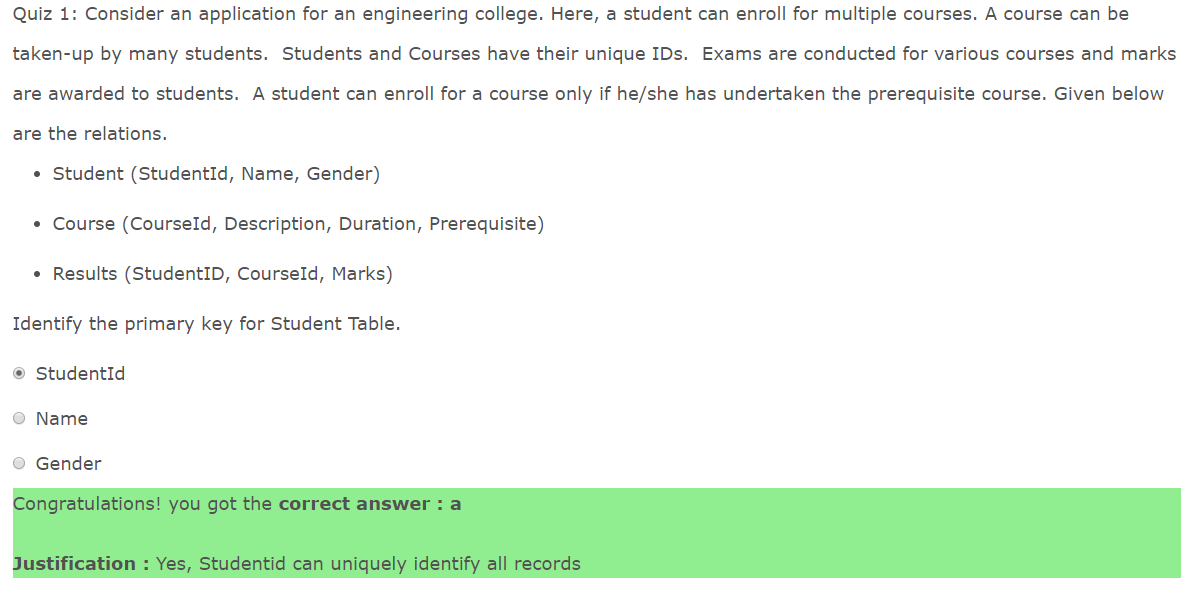 Quiz 1: Consider an application for an engineering college. Here, a student can enroll for multiple courses. A course can be
taken-up by many students.  Students and Courses have their unique IDs.  Exams are conducted for various courses and marks
are awarded to students.  A student can enroll for a course only if he/she has undertaken the prerequisite course. Given below
are the relations.
• Student (StudentId, Name, Gender)
• Course (CourseId, Description, Duration, Prerequisite)
• Results (StudentID, CourseId, Marks)
Identify the primary key for Student Table.
StudentId
Name
Gender
Congratulations! you got the correct answer : a
Justification : Yes, Studentid can uniquely identify all records